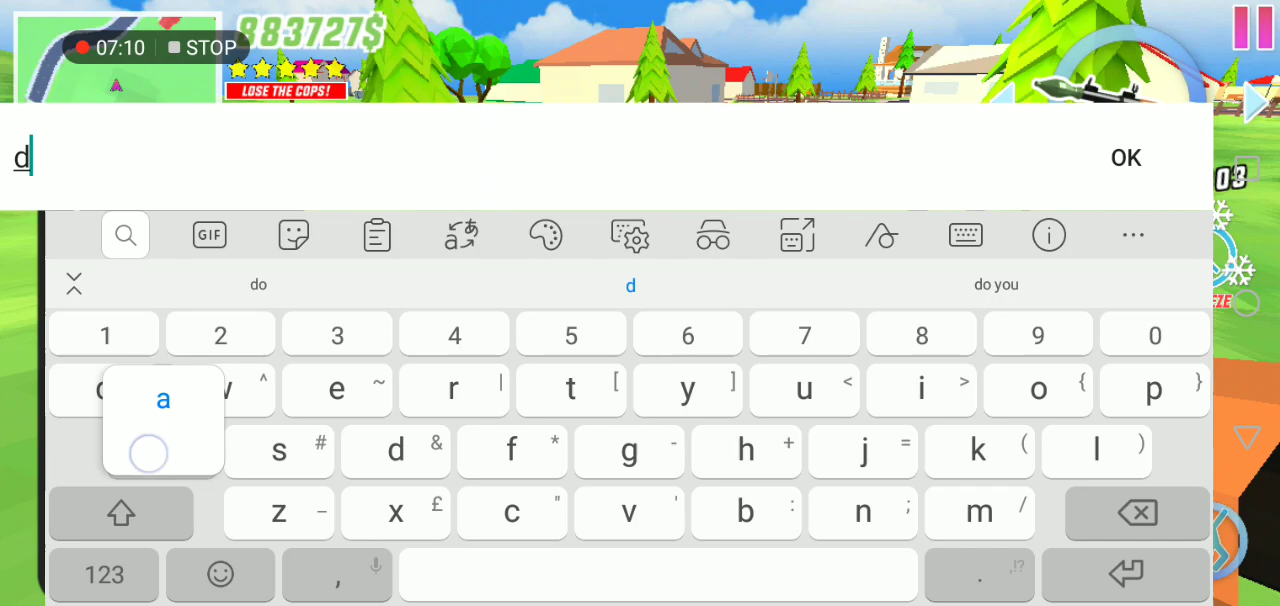 883727$
07:10 STOP
LOSE THE COPS!
d
OK
03
GIF
do d do you
1 2 3 4 5 6 7 8 9 0
^ e ~ r | t [ y ] u < i > o { p }
a
s # d & f * g - h + j = k ( l )
z _ x £ c " v ' b : n ; m /
123 , . ,!?